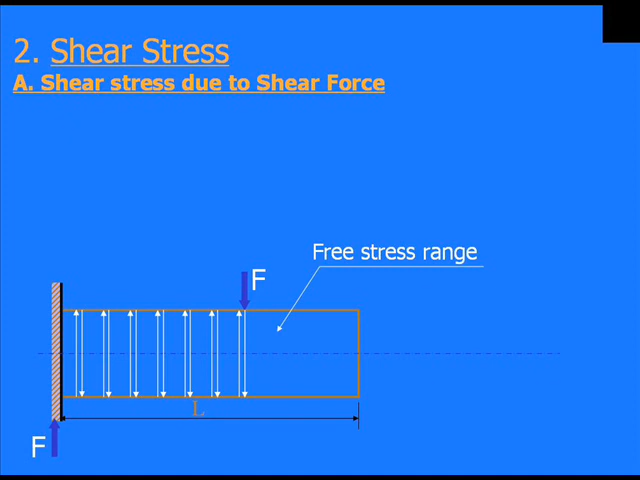 2. Shear Stress
A. Shear stress due to Shear Force
Free stress range
F
L
F